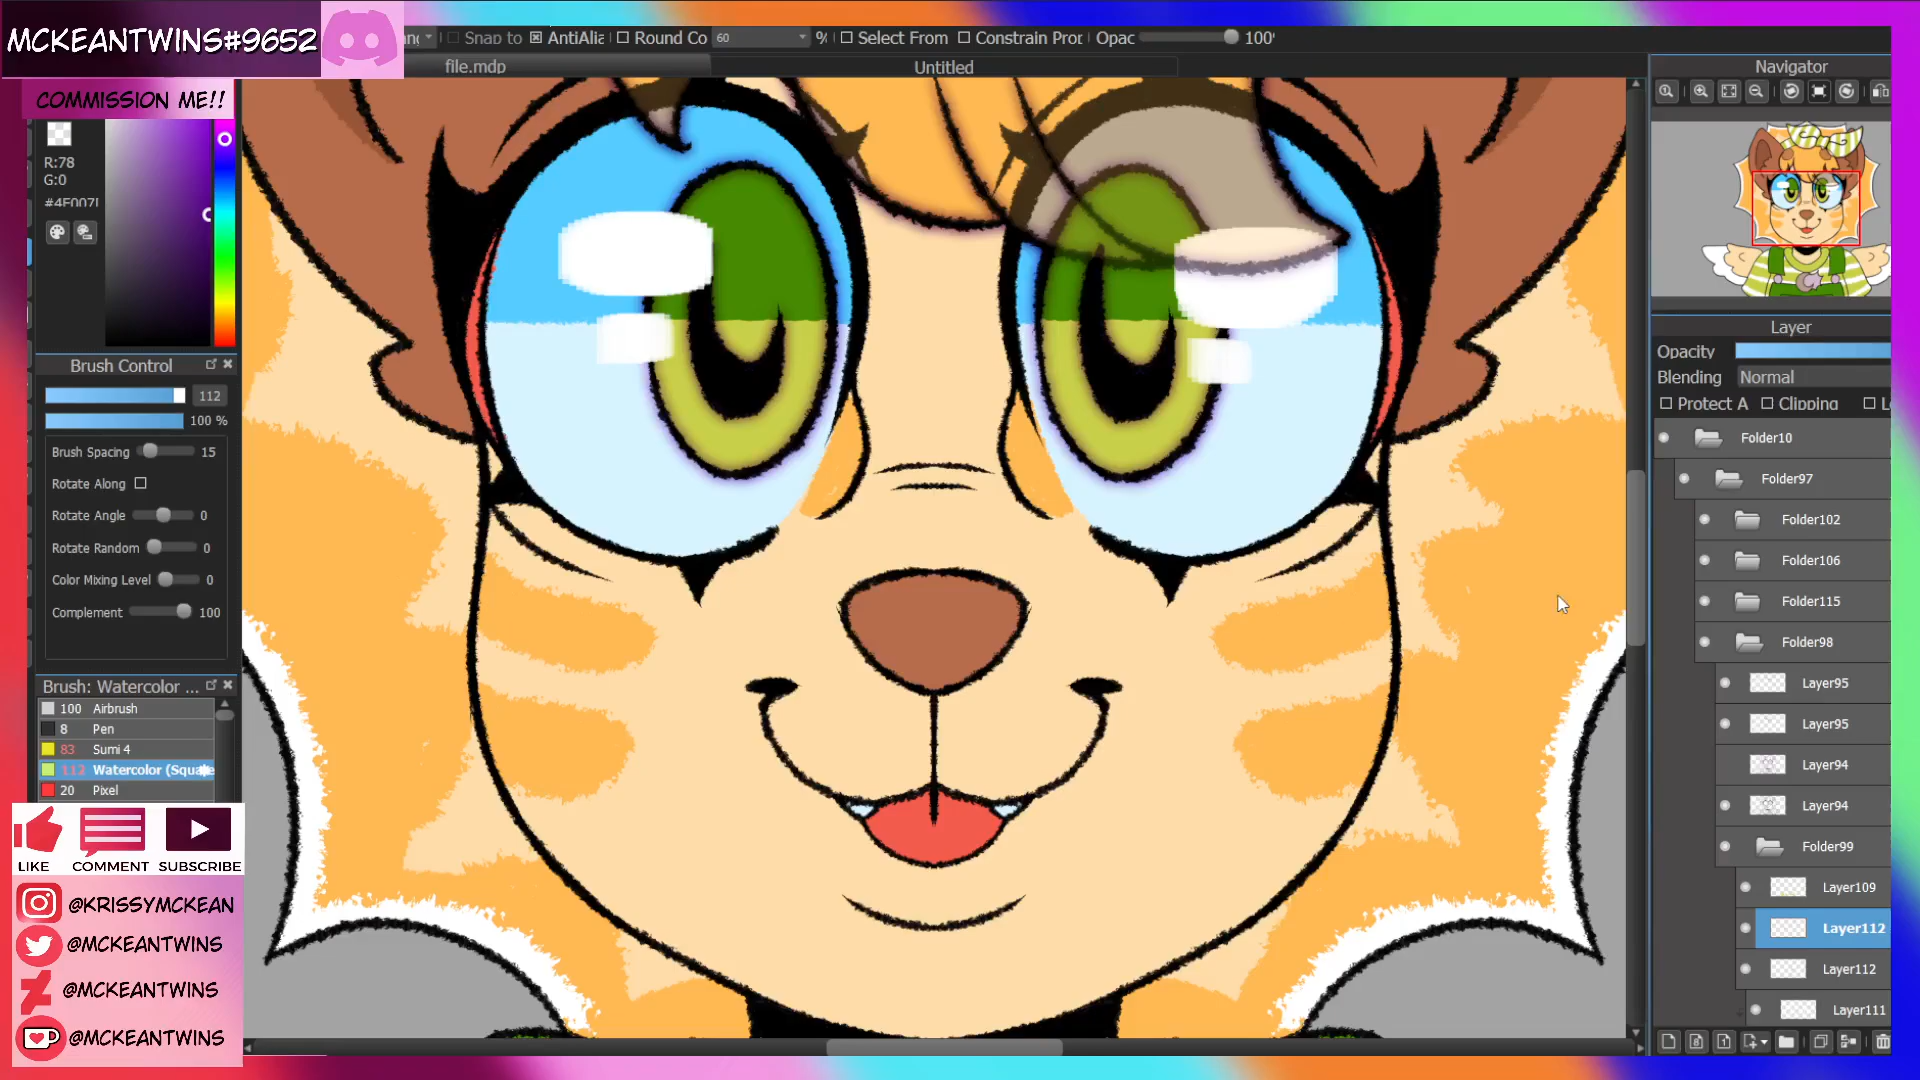 MCKEANTWINS#9652
COMMISSION ME!!
Snap to
AntiAlia
Round Co
60
%
Select From
Constrain Pror
Opac
100
file.mdp
Untitled
R:78
G:0
Brush Control
112
100 %
Brush Spacing 15
Rotate Along
Rotate Angle 0
Rotate Random 0
Color Mixing Level 0
Complement 100
Brush: Watercolor ...
100 Airbrush
8 Pen
83 Sumi 4
112 Watercolor (Square
20 Pixel
LIKE COMMENT SUBSCRIBE
@KRISSYMCKEAN
@MCKEANTWINS
@MCKEANTWINS
@MCKEANTWINS
Navigator
Layer
Opacity
Blending Normal
Protect A Clipping
Folder10
Folder97
Folder102
Folder106
Folder115
Folder98
Layer95
Layer95
Layer94
Layer94
Folder99
Layer109
Layer112
Layer112
Layer111